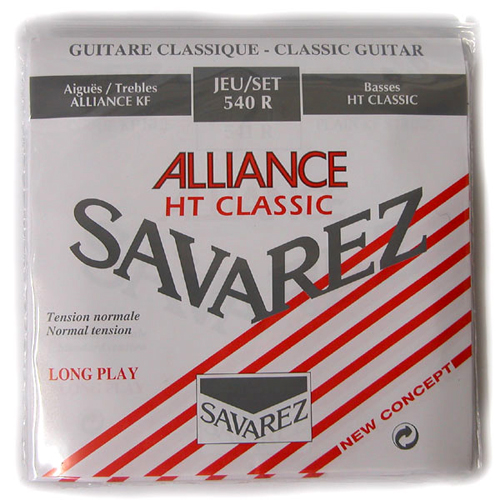 GUITARE CLASSIQUE - CLASSIC GUITAR
Aiguës / Trebles
ALLIANCE KF
JEU/SET
540 R
Basses
HT CLASSIC
ALLIANCE
HT CLASSIC
SAVAREZ
Tension normale
Normal tension
LONG PLAY
SAVAREZ
NEW CONCEPT